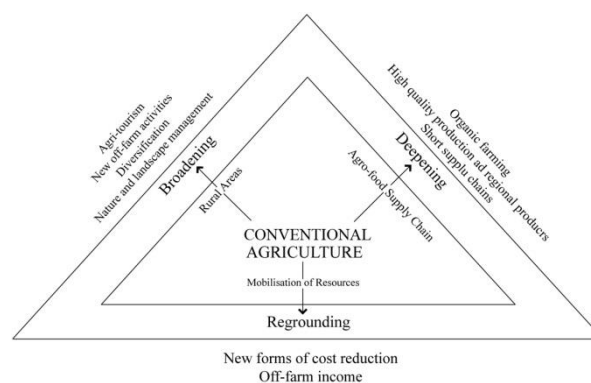 Agri-tourism
New off-farm activities
Diversification
Nature and landscape management
Broadening
Rural Areas
Organic farming
High quality production ad regional producrs
Short supplu chains
Deepening
Agro-food Supply Chain
CONVENTIONAL
AGRICULTURE
Mobilisation of Resources
Regrounding
New forms of cost reduction
Off-farm income